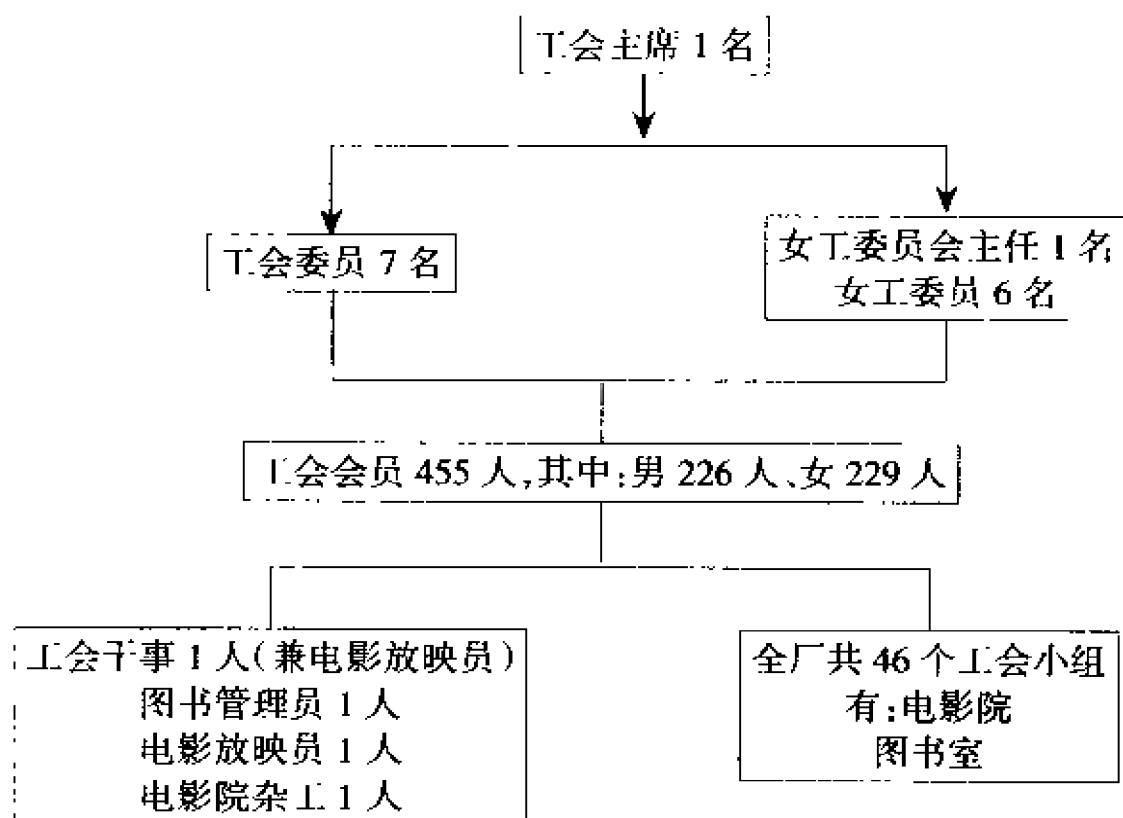 工会主席 1 名
工会委员 7 名
女工委员会主任 1 名
女工委员 6 名
工会会员 455 人,其中:男 226 人、女 229 人
工会干事 1 人(兼电影放映员)
图书管理员 1 人
电影放映员 1 人
电影院杂工 1 人
全厂共 46 个工会小组
有:电影院
图书室